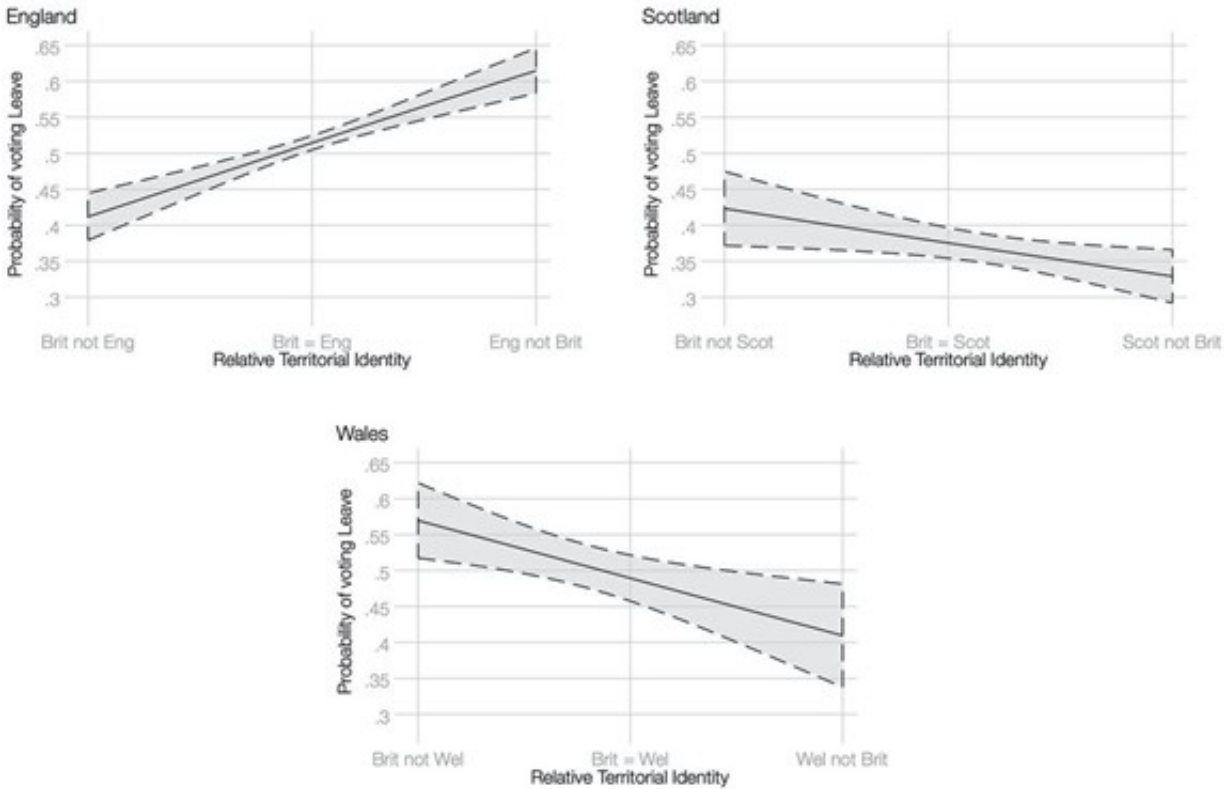 England
Probability of voting Leave
.65
.6
.55
.5
.45
.4
.35
.3
Brit not Eng
Brit = Eng
Eng not Brit
Relative Territorial Identity
Scotland
Probability of voting Leave
.65
.6
.55
.5
.45
.4
.35
.3
Brit not Scot
Brit = Scot
Scot not Brit
Relative Territorial Identity
Wales
Probability of voting Leave
.65
.6
.55
.5
.45
.4
.35
.3
Brit not Wel
Brit = Wel
Wel not Brit
Relative Territorial Identity